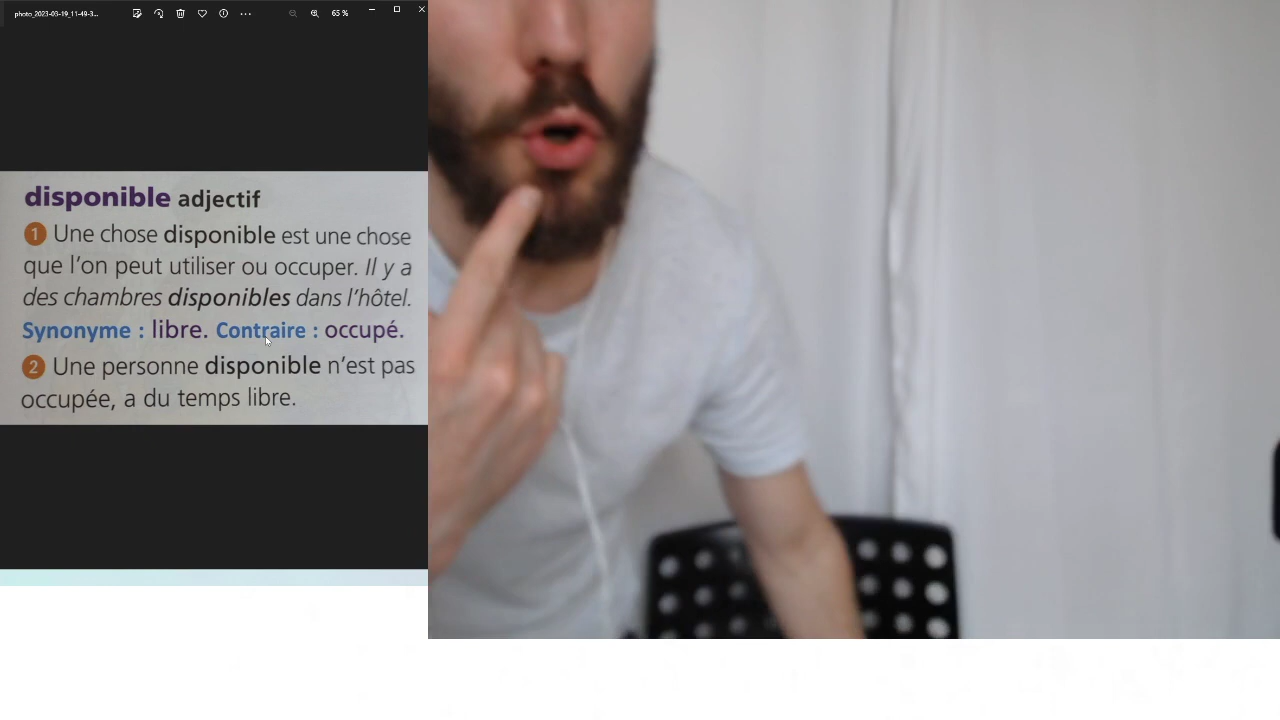 photo_2023-03-19_11-49-3...
65 %
disponible adjectif
1 Une chose disponible est une chose
que l'on peut utiliser ou occuper. Il y a
des chambres disponibles dans l'hôtel.
Synonyme : libre. Contraire : occupé.
2 Une personne disponible n'est pas
occupée, a du temps libre.